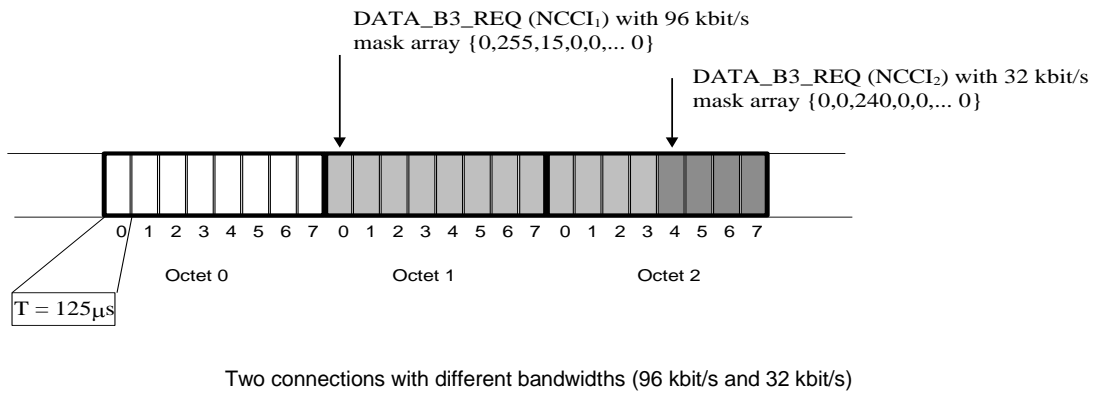 DATA_B3_REQ (NCCI₁) with 96 kbit/s
mask array {0,255,15,0,0,... 0}
DATA_B3_REQ (NCCI₂) with 32 kbit/s
mask array {0,0,240,0,0,... 0}
0 1 2 3 4 5 6 7 0 1 2 3 4 5 6 7 0 1 2 3 4 5 6 7
Octet 0 Octet 1 Octet 2
T = 125μs
Two connections with different bandwidths (96 kbit/s and 32 kbit/s)